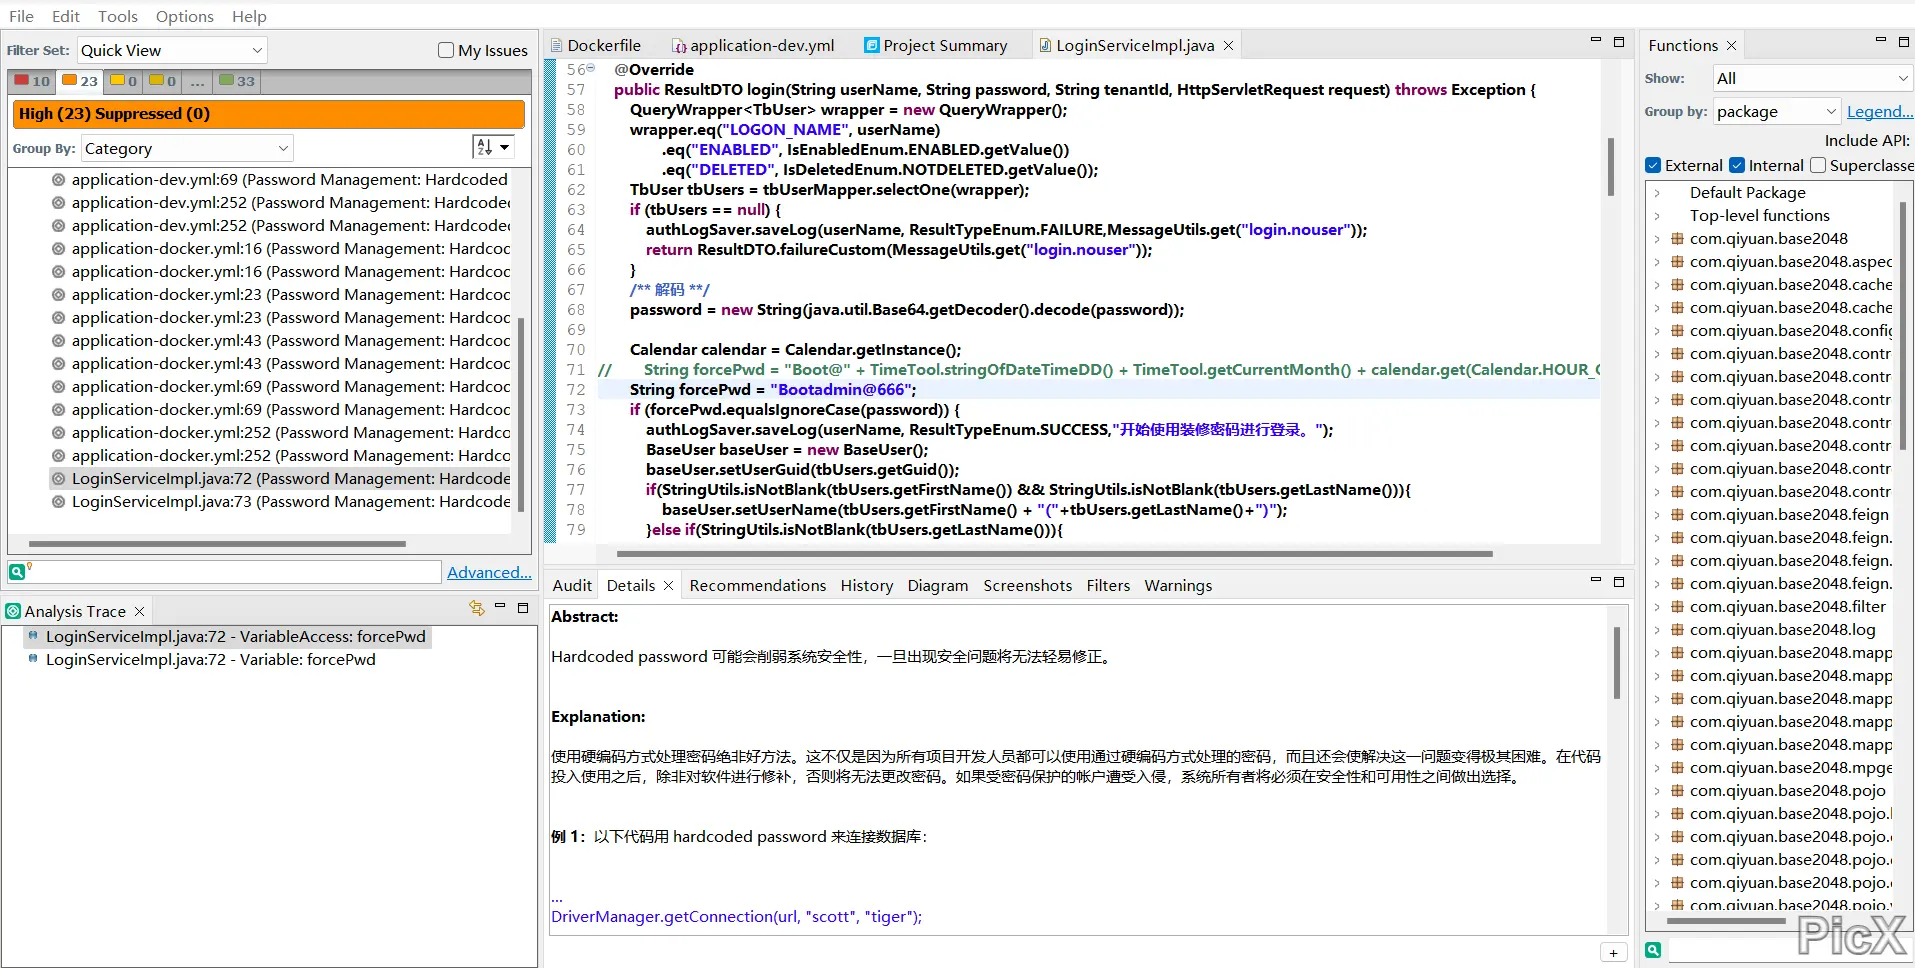 File Edit Tools Options Help
Filter Set: Quick View My Issues
10 23 0 0 ... 33
High (23) Suppressed (0)
Group By: Category
application-dev.yml:69 (Password Management: Hardcoded
application-dev.yml:252 (Password Management: Hardcoded
application-dev.yml:252 (Password Management: Hardcoded
application-docker.yml:16 (Password Management: Hardcoc
application-docker.yml:16 (Password Management: Hardcoc
application-docker.yml:23 (Password Management: Hardcoc
application-docker.yml:23 (Password Management: Hardcoc
application-docker.yml:43 (Password Management: Hardcoc
application-docker.yml:43 (Password Management: Hardcoc
application-docker.yml:69 (Password Management: Hardcoc
application-docker.yml:69 (Password Management: Hardcoc
application-docker.yml:252 (Password Management: Hardco
application-docker.yml:252 (Password Management: Hardco
LoginServiceImpl.java:72 (Password Management: Hardcode
LoginServiceImpl.java:73 (Password Management: Hardcode
Advanced...
Analysis Trace
LoginServiceImpl.java:72 - VariableAccess: forcePwd
LoginServiceImpl.java:72 - Variable: forcePwd
Dockerfile application-dev.yml Project Summary LoginServiceImpl.java
56 @Override
57 public ResultDTO login(String userName, String password, String tenantId, HttpServletRequest request) throws Exception {
58 QueryWrapper<TbUser> wrapper = new QueryWrapper();
59 wrapper.eq("LOGON_NAME", userName)
60 .eq("ENABLED", IsEnabledEnum.ENABLED.getValue())
61 .eq("DELETED", IsDeletedEnum.NOTDELETED.getValue());
62 TbUser tbUsers = tbUserMapper.selectOne(wrapper);
63 if (tbUsers == null) {
64 authLogSaver.saveLog(userName, ResultTypeEnum.FAILURE,MessageUtils.get("login.nouser"));
65 return ResultDTO.failureCustom(MessageUtils.get("login.nouser"));
66 }
67 /** 解码 **/
68 password = new String(java.util.Base64.getDecoder().decode(password));
69
70 Calendar calendar = Calendar.getInstance();
71 // String forcePwd = "Boot@" + TimeTool.stringOfDateTimeDD() + TimeTool.getCurrentMonth() + calendar.get(Calendar.HOUR_
72 String forcePwd = "Bootadmin@666";
73 if (forcePwd.equalsIgnoreCase(password)) {
74 authLogSaver.saveLog(userName, ResultTypeEnum.SUCCESS,"开始使用装修密码进行登录。");
75 BaseUser baseUser = new BaseUser();
76 baseUser.setUserGuid(tbUsers.getGuid());
77 if(StringUtils.isNotBlank(tbUsers.getFirstName()) && StringUtils.isNotBlank(tbUsers.getLastName())){
78 baseUser.setUserName(tbUsers.getFirstName() + "("+tbUsers.getLastName()+")");
79 }else if(StringUtils.isNotBlank(tbUsers.getLastName())){
Audit Details Recommendations History Diagram Screenshots Filters Warnings
Abstract:
Hardcoded password 可能会削弱系统安全性，一旦出现安全问题将无法轻易修正。
Explanation:
使用硬编码方式处理密码绝非好方法。这不仅是因为所有项目开发人员都可以使用通过硬编码方式处理的密码，而且还会使解决这一问题变得极其困难。在代码
投入使用之后，除非对软件进行修补，否则将无法更改密码。如果受密码保护的帐户遭受入侵，系统所有者将必须在安全性和可用性之间做出选择。
例 1：以下代码用 hardcoded password 来连接数据库：
...
DriverManager.getConnection(url, "scott", "tiger");
Functions
Show: All
Group by: package Legend...
Include API:
External Internal Superclasse
Default Package
Top-level functions
com.qiyuan.base2048
com.qiyuan.base2048.aspec
com.qiyuan.base2048.cache
com.qiyuan.base2048.cache
com.qiyuan.base2048.config
com.qiyuan.base2048.contr
com.qiyuan.base2048.contr
com.qiyuan.base2048.contr
com.qiyuan.base2048.contr
com.qiyuan.base2048.contr
com.qiyuan.base2048.contr
com.qiyuan.base2048.contr
com.qiyuan.base2048.feign
com.qiyuan.base2048.feign.
com.qiyuan.base2048.feign.
com.qiyuan.base2048.feign.
com.qiyuan.base2048.filter
com.qiyuan.base2048.log
com.qiyuan.base2048.mapp
com.qiyuan.base2048.mapp
com.qiyuan.base2048.mapp
com.qiyuan.base2048.mapp
com.qiyuan.base2048.mapp
com.qiyuan.base2048.mpge
com.qiyuan.base2048.pojo
com.qiyuan.base2048.pojo.
com.qiyuan.base2048.pojo.
com.qiyuan.base2048.pojo.
com.qiyuan.base2048.pojo.
com.qiyuan.base2048.pojo.
PicX